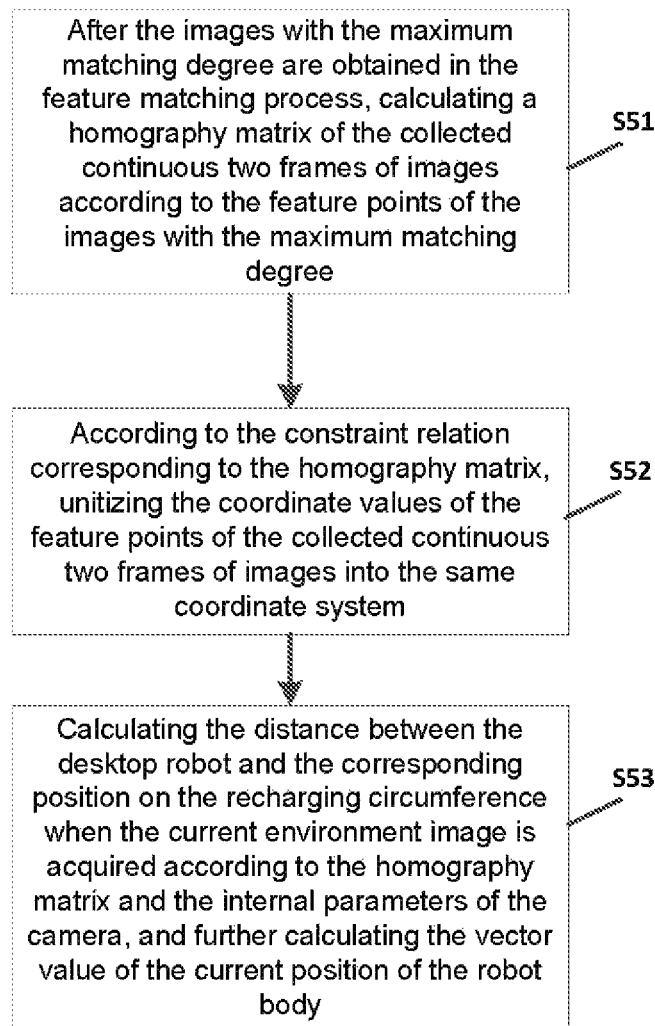 After the images with the maximum
matching degree are obtained in the
feature matching process, calculating a
homography matrix of the collected
continuous two frames of images
according to the feature points of the
images with the maximum matching
degree
S51
According to the constraint relation
corresponding to the homography matrix,
unitizing the coordinate values of the
feature points of the collected continuous
two frames of images into the same
coordinate system
S52
Calculating the distance between the
desktop robot and the corresponding
position on the recharging circumference
when the current environment image is
acquired according to the homography
matrix and the internal parameters of the
camera, and further calculating the vector
value of the current position of the robot
body
S53